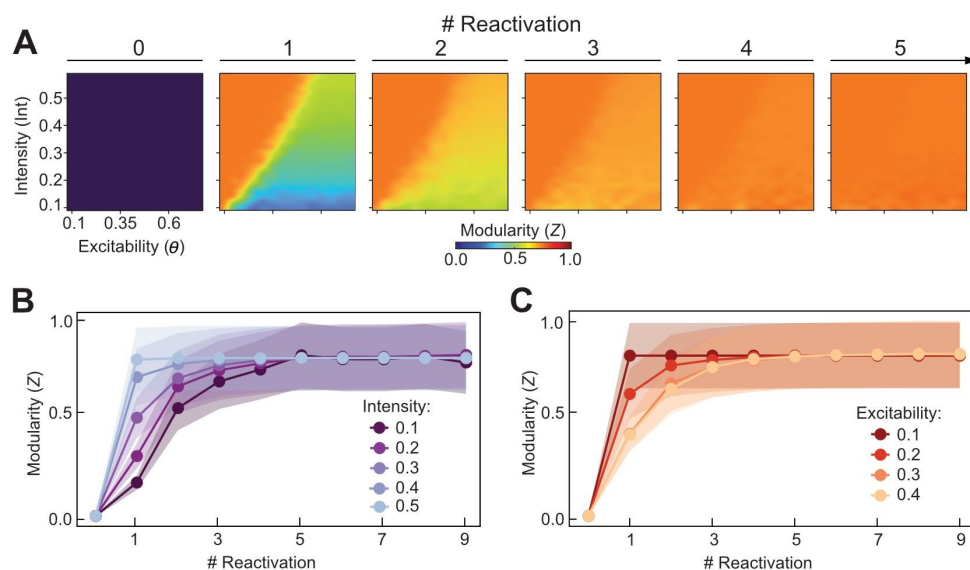 # Reactivation
A
0 1 2 3 4 5
Intensity (Int)
0.5
0.4
0.3
0.2
0.1
0.1 0.35 0.6
Excitability (θ)
Modularity (Z)
0.0 0.5 1.0
B
Modularity (Z)
1.0
0.5
0.0
Intensity:
0.1
0.2
0.3
0.4
0.5
1 3 5 7 9
# Reactivation
C
Modularity (Z)
1.0
0.5
0.0
Excitability:
0.1
0.2
0.3
0.4
1 3 5 7 9
# Reactivation